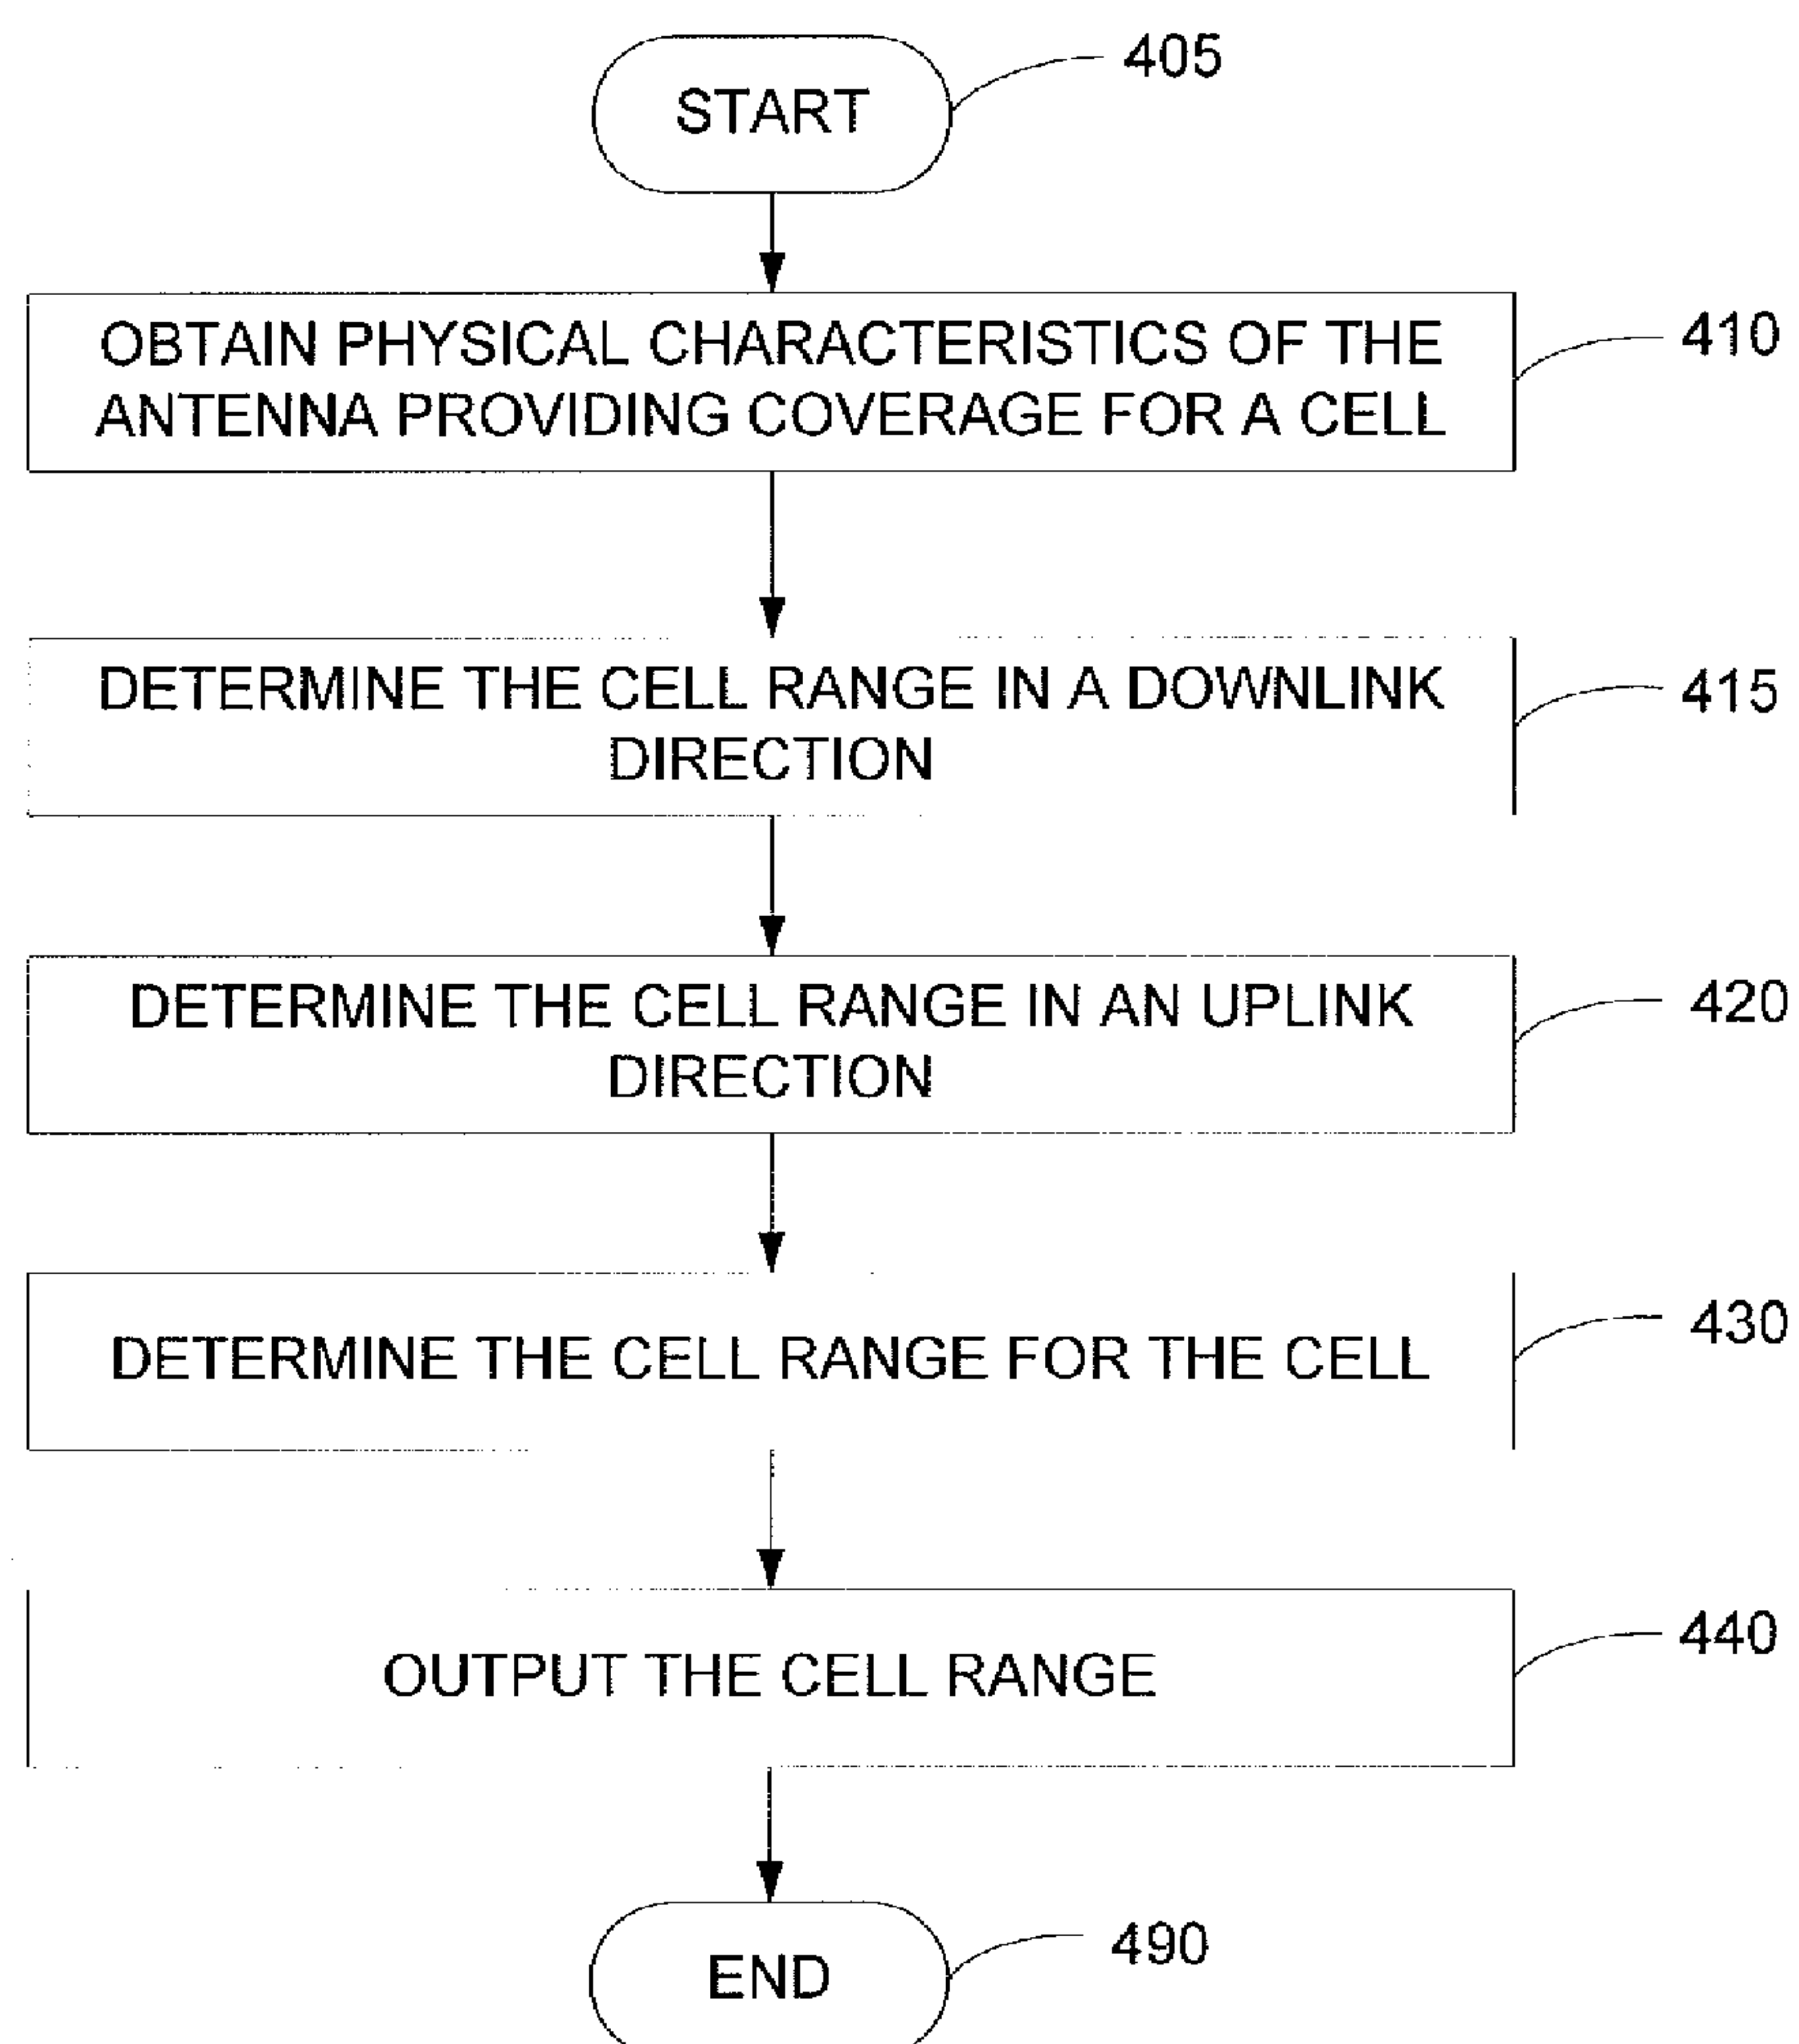 START
405
OBTAIN PHYSICAL CHARACTERISTICS OF THE
ANTENNA PROVIDING COVERAGE FOR A CELL
410
DETERMINE THE CELL RANGE IN A DOWNLINK
DIRECTION
415
DETERMINE THE CELL RANGE IN AN UPLINK
DIRECTION
420
DETERMINE THE CELL RANGE FOR THE CELL
430
OUTPUT THE CELL RANGE
440
END
490